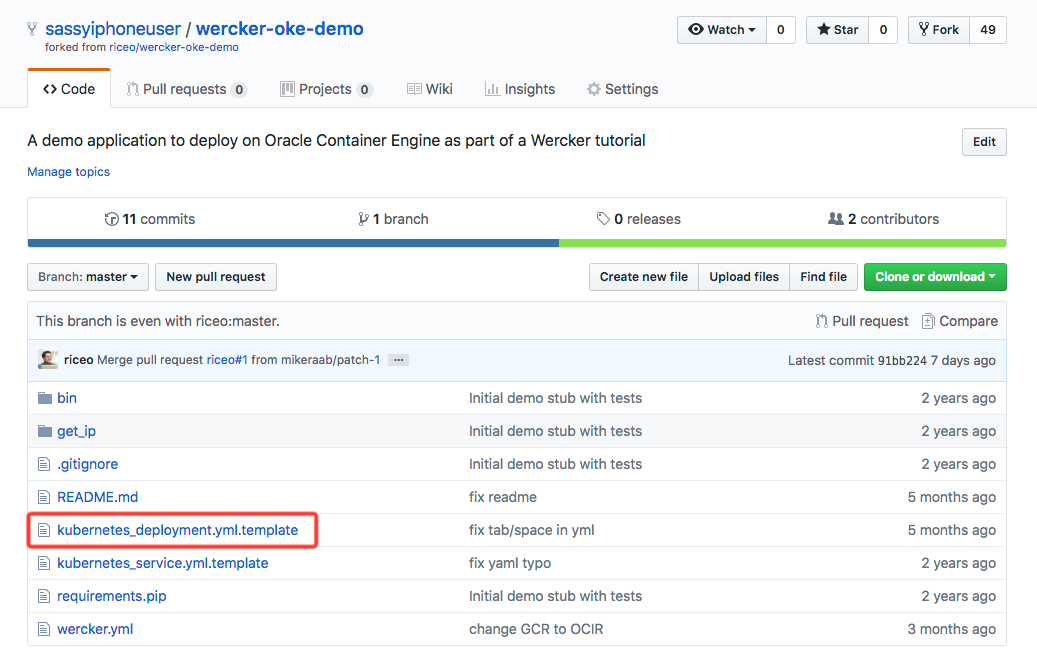 sassyiphoneuser / wercker-oke-demo
forked from riceo/wercker-oke-demo
Watch 0 Star 0 Fork 49
Code Pull requests 0 Projects 0 Wiki Insights Settings
A demo application to deploy on Oracle Container Engine as part of a Wercker tutorial Edit
Manage topics
11 commits 1 branch 0 releases 2 contributors
Branch: master New pull request Create new file Upload files Find file Clone or download
This branch is even with riceo:master. Pull request Compare
riceo Merge pull request riceo#1 from mikeraab/patch-1 ... Latest commit 91bb224 7 days ago
bin Initial demo stub with tests 2 years ago
get_ip Initial demo stub with tests 2 years ago
.gitignore Initial demo stub with tests 2 years ago
README.md fix readme 5 months ago
kubernetes_deployment.yml.template fix tab/space in yml 5 months ago
kubernetes_service.yml.template fix yaml typo 2 years ago
requirements.pip Initial demo stub with tests 2 years ago
wercker.yml change GCR to OCIR 3 months ago